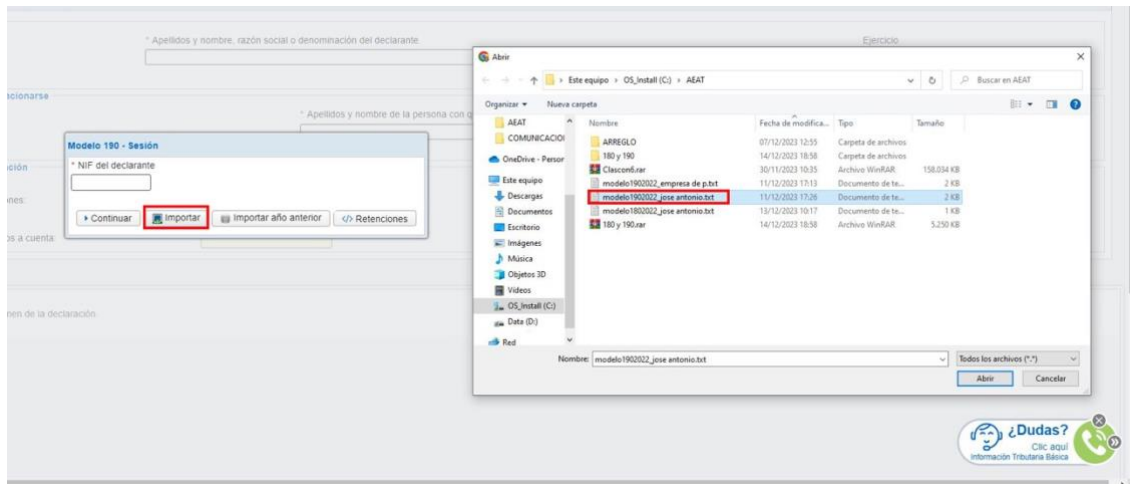 * Apellidos y nombre, razón social o denominación del declarante
Ejercicio
acionarse
* Apellidos y nombre de la persona con q
Modelo 190 - Sesión
* NIF del declarante
Continuar
Importar
Importar año anterior
</> Retenciones
ción
ones:
os a cuenta:
men de la declaración.
Abrir
Este equipo > OS_Install (C:) > AEAT
Buscar en AEAT
Organizar
Nueva carpeta
AEAT
COMUNICACIO
OneDrive - Person
Este equipo
Descargas
Documentos
Escritorio
Imágenes
Música
Objetos 3D
Vídeos
OS_Install (C:)
Data (D:)
Red
Nombre Fecha de modifica... Tipo Tamaño
ARREGLO 07/12/2023 12:55 Carpeta de archivos
180 y 190 14/12/2023 18:58 Carpeta de archivos
Clascon6.rar 30/11/2023 10:35 Archivo WinRAR 158.034 KB
modelo1902022_empresa de p.txt 11/12/2023 17:13 Documento de te... 2 KB
modelo1902022_jose antonio.txt 11/12/2023 17:26 Documento de te... 2 KB
modelo1802022_jose antonio.txt 13/12/2023 10:17 Documento de te... 1 KB
180 y 190.rar 14/12/2023 18:58 Archivo WinRAR 5.250 KB
Nombre: modelo1902022_jose antonio.txt
Todos los archivos (*.*)
Abrir
Cancelar
¿Dudas?
Clic aquí
Información Tributaria Básica